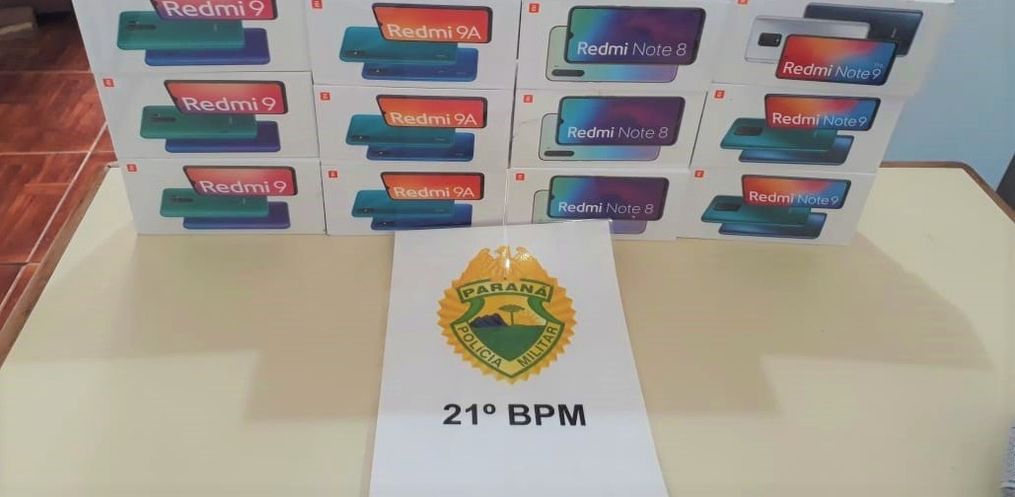 Redmi 9
Redmi 9A
Redmi Note 8
Redmi Note 9
Redmi 9
Redmi 9A
Redmi Note 8
Redmi Note 9
Redmi 9
Redmi 9A
Redmi Note 8
Redmi Note 9
PARANÁ
POLÍCIA MILITAR
21º BPM